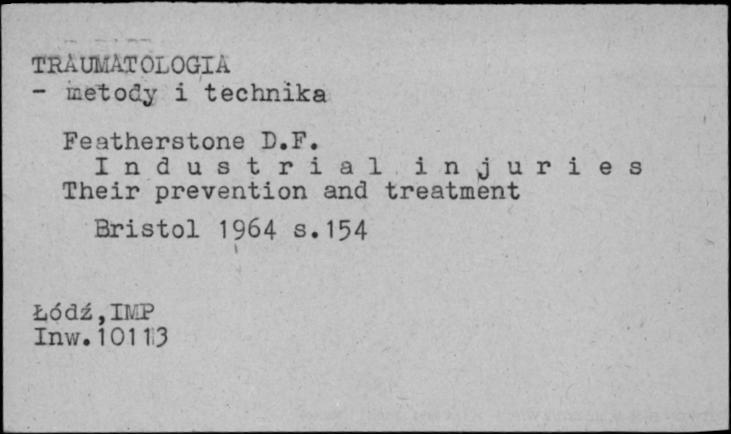 TRAUMATOLOGIA
- metody i technika
Featherstone D.F.
I n d u s t r i a l i n j u r i e s
Their prevention and treatment
Bristol 1964 s.154
Łódź,IMP
Inw.10113